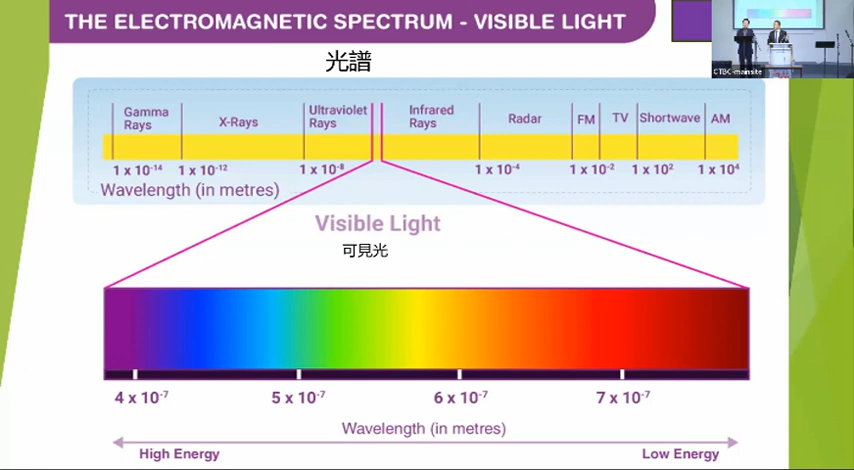 THE ELECTROMAGNETIC SPECTRUM - VISIBLE LIGHT
光譜
CTBC-mainsite
Gamma Rays
X-Rays
Ultraviolet Rays
Infrared Rays
Radar
FM
TV
Shortwave
AM
1 x 10⁻¹⁴ 1 x 10⁻¹² 1 x 10⁻⁸ 1 x 10⁻⁴ 1 x 10⁻² 1 x 10² 1 x 10⁴
Wavelength (in metres)
Visible Light
可見光
4 x 10⁻⁷ 5 x 10⁻⁷ 6 x 10⁻⁷ 7 x 10⁻⁷
Wavelength (in metres)
High Energy Low Energy